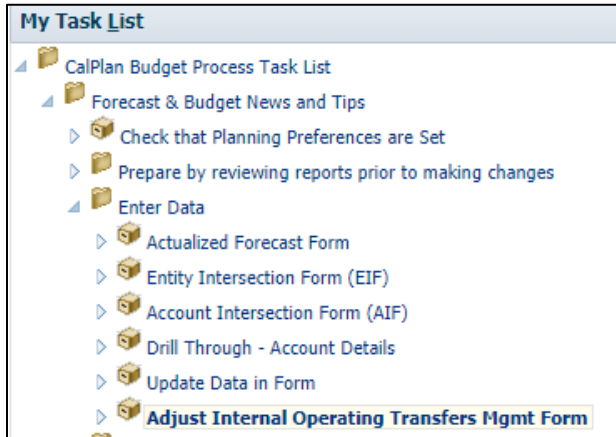 My Task List
CalPlan Budget Process Task List
Forecast & Budget News and Tips
Check that Planning Preferences are Set
Prepare by reviewing reports prior to making changes
Enter Data
Actualized Forecast Form
Entity Intersection Form (EIF)
Account Intersection Form (AIF)
Drill Through - Account Details
Update Data in Form
Adjust Internal Operating Transfers Mgmt Form